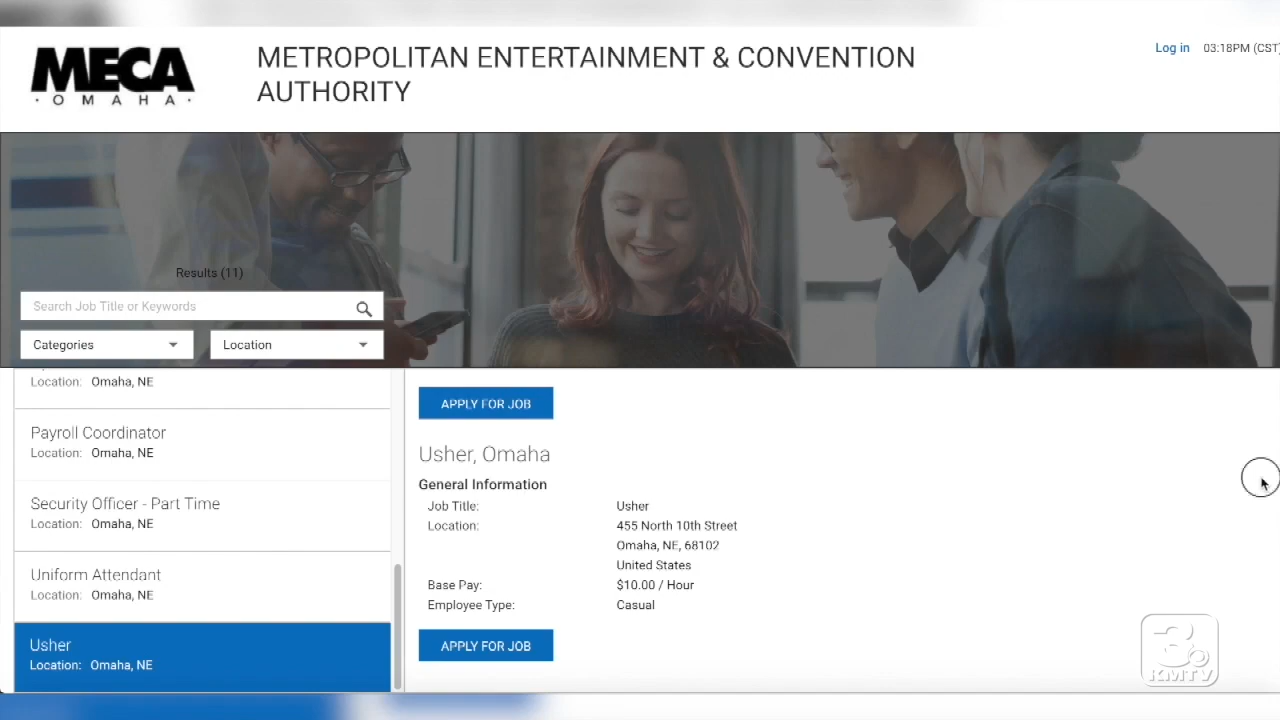 MECA
·OMAHA·
METROPOLITAN ENTERTAINMENT & CONVENTION
AUTHORITY
Log in 03:18PM (CST)
Results (11)
Search Job Title or Keywords
Categories
Location
Location: Omaha, NE
Payroll Coordinator
Location: Omaha, NE
Security Officer - Part Time
Location: Omaha, NE
Uniform Attendant
Location: Omaha, NE
Usher
Location: Omaha, NE
APPLY FOR JOB
Usher, Omaha
General Information
Job Title: Usher
Location: 455 North 10th Street
Omaha, NE, 68102
United States
Base Pay: $10.00 / Hour
Employee Type: Casual
APPLY FOR JOB
3
KMTV